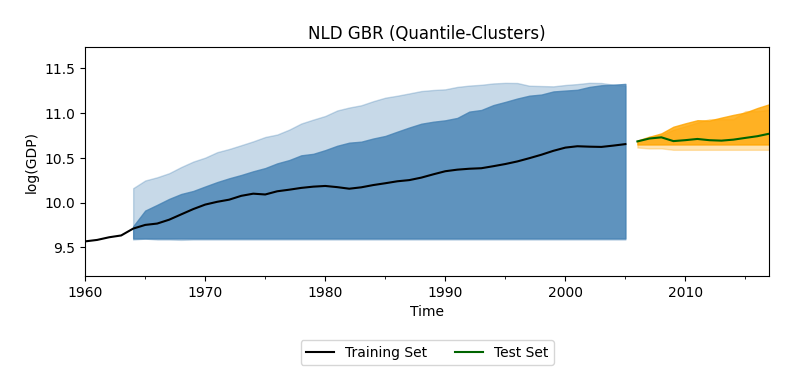 NLD GBR (Quantile-Clusters)
11.5
11.0
10.5
10.0
9.5
log(GDP)
1960 1970 1980 1990 2000 2010
Time
Training Set Test Set